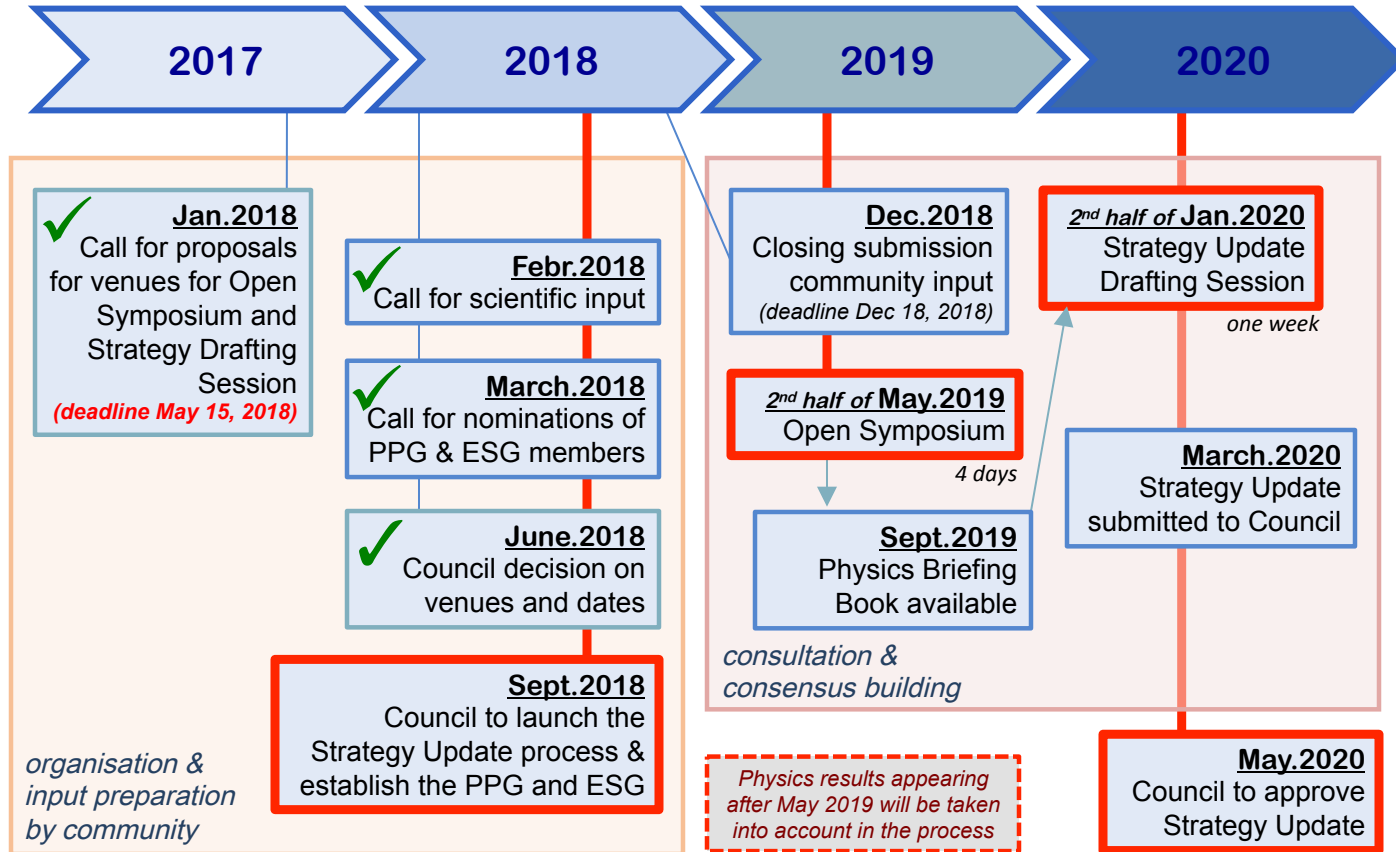 2017
2018
2019
2020
Jan.2018
Call for proposals
for venues for Open
Symposium and
Strategy Drafting
Session
(deadline May 15, 2018)
Febr.2018
Call for scientific input
March.2018
Call for nominations of
PPG & ESG members
June.2018
Council decision on
venues and dates
Sept.2018
Council to launch the
Strategy Update process &
establish the PPG and ESG
organisation &
input preparation
by community
Dec.2018
Closing submission
community input
(deadline Dec 18, 2018)
2nd half of May.2019
Open Symposium
4 days
Sept.2019
Physics Briefing
Book available
consultation &
consensus building
2nd half of Jan.2020
Strategy Update
Drafting Session
one week
March.2020
Strategy Update
submitted to Council
Physics results appearing
after May 2019 will be taken
into account in the process
May.2020
Council to approve
Strategy Update